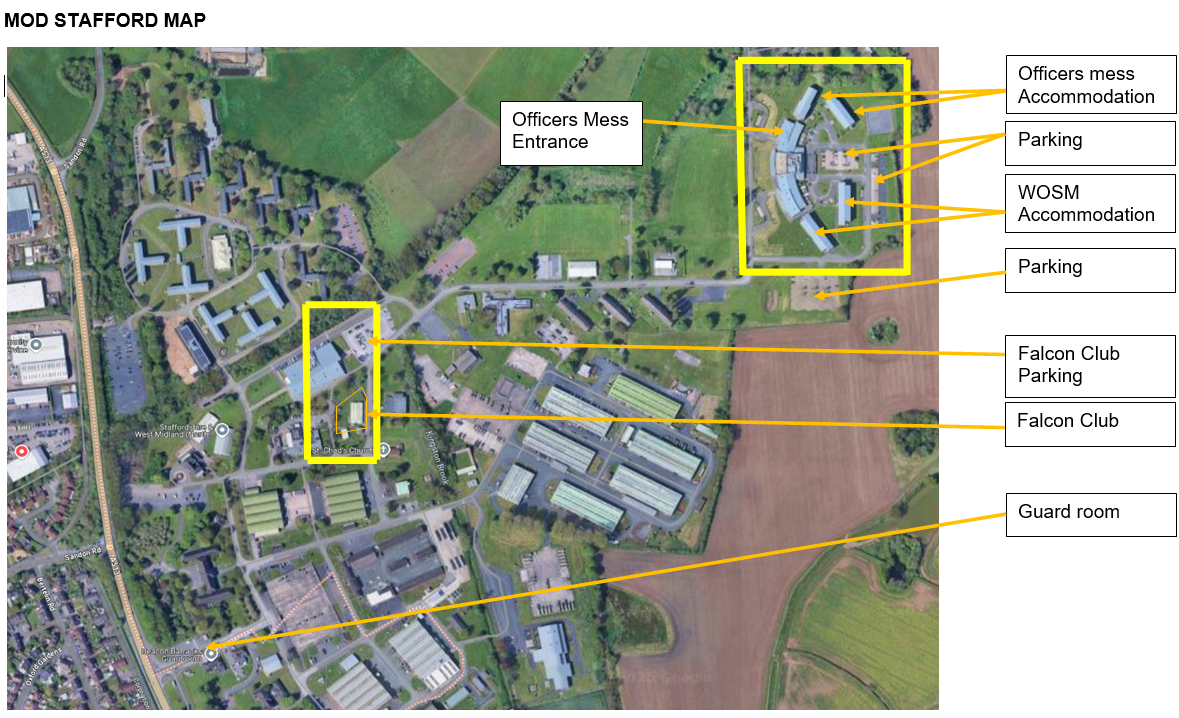 MOD STAFFORD MAP
Officers mess
Accommodation
Officers Mess
Entrance
Parking
WOSM
Accommodation
Parking
Falcon Club
Parking
Falcon Club
Guard room
Sandon Rd
A513
Staffordshire &
West Midland (North)
St. Chad's Church
Kingston Brook
Sandon Rd
A513
Britean Rd
Oxford Gardens
Beacon Barracks
Guardroom